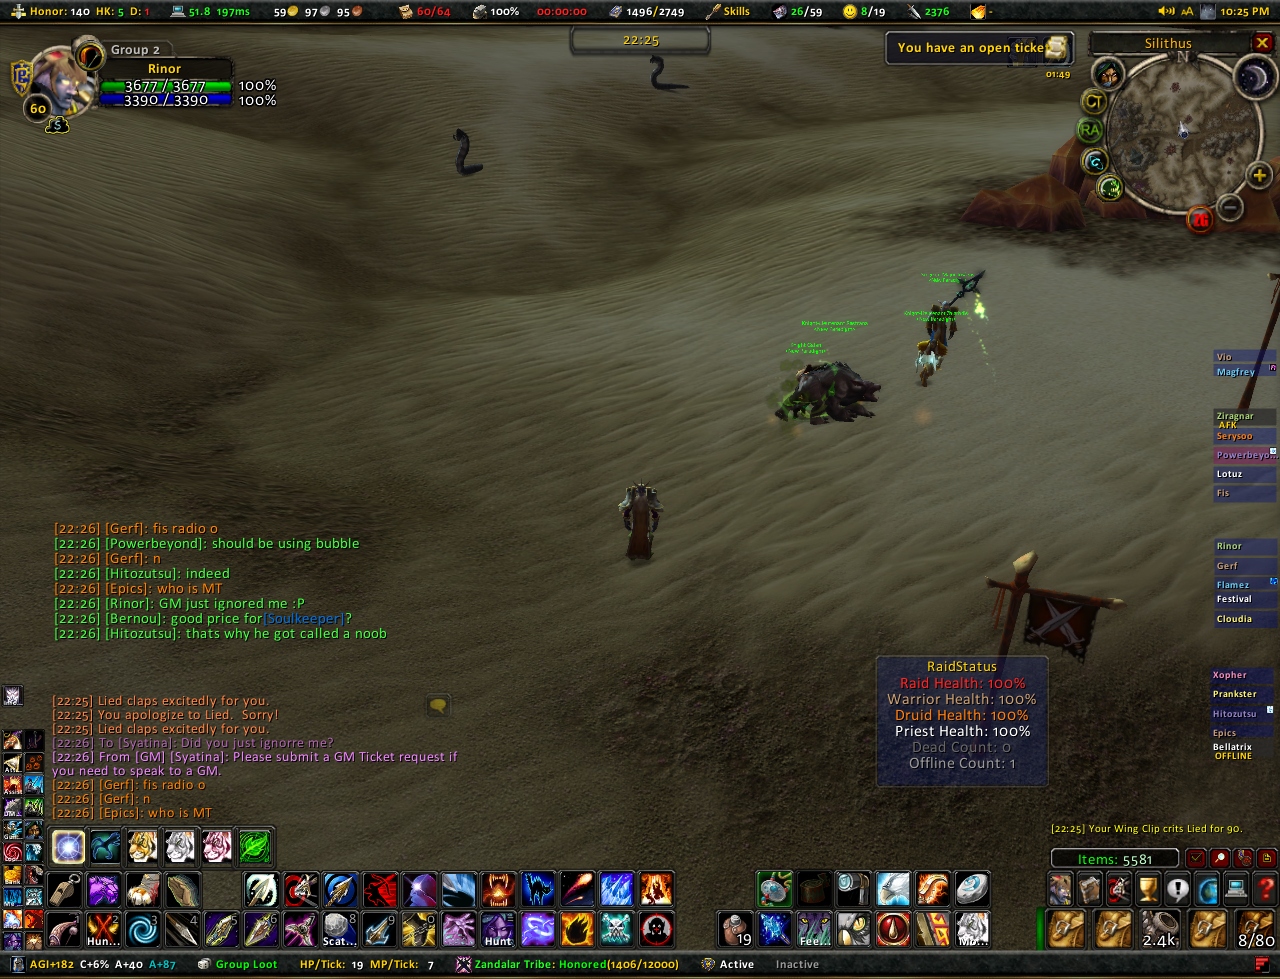 Honor: 140 HK: 5 D: 1 51.8 197ms 59 97 95 60/64 100% 00:00:00 1496/2749 Skills 26/59 8/19 2376 - 10:25 PM
Group 2
Rinor
3677 / 3677 100%
3390 / 3390 100%
60
S
22:25
You have an open ticke
01:49
Silithus
N
CT
RA
ZG
Vio
Magfrey
Ziragnar
AFK
Serysoo
Powerbeyo...
Lotuz
Fis
Rinor
Gerf
Flamez
Festival
Cloudia
Xopher
Prankster
Hitozutsu
Epics
Bellatrix
OFFLINE
[22:26] [Gerf]: fis radio o
[22:26] [Powerbeyond]: should be using bubble
[22:26] [Gerf]: n
[22:26] [Hitozutsu]: indeed
[22:26] [Epics]: who is MT
[22:26] [Rinor]: GM just ignored me :P
[22:26] [Bernou]: good price for[Soulkeeper]?
[22:26] [Hitozutsu]: thats why he got called a noob
[22:25] Lied claps excitedly for you.
[22:25] You apologize to Lied. Sorry!
[22:25] Lied claps excitedly for you.
[22:26] To [Syatina]: Did you just ignorre me?
[22:26] From [GM] [Syatina]: Please submit a GM Ticket request if
you need to speak to a GM.
[22:26] [Gerf]: fis radio o
[22:26] [Gerf]: n
[22:26] [Epics]: who is MT
RaidStatus
Raid Health: 100%
Warrior Health: 100%
Druid Health: 100%
Priest Health: 100%
Dead Count: 0
Offline Count: 1
[22:25] Your Wing Clip crits Lied for 90.
Items: 5581
Hun... Scat... Hunt 19 Fee... Mo... 2.4k 8/80
AGI+182 C+6% A+40 A+87 Group Loot HP/Tick: 19 MP/Tick: 7 Zandalar Tribe: Honored(1406/12000) Active Inactive